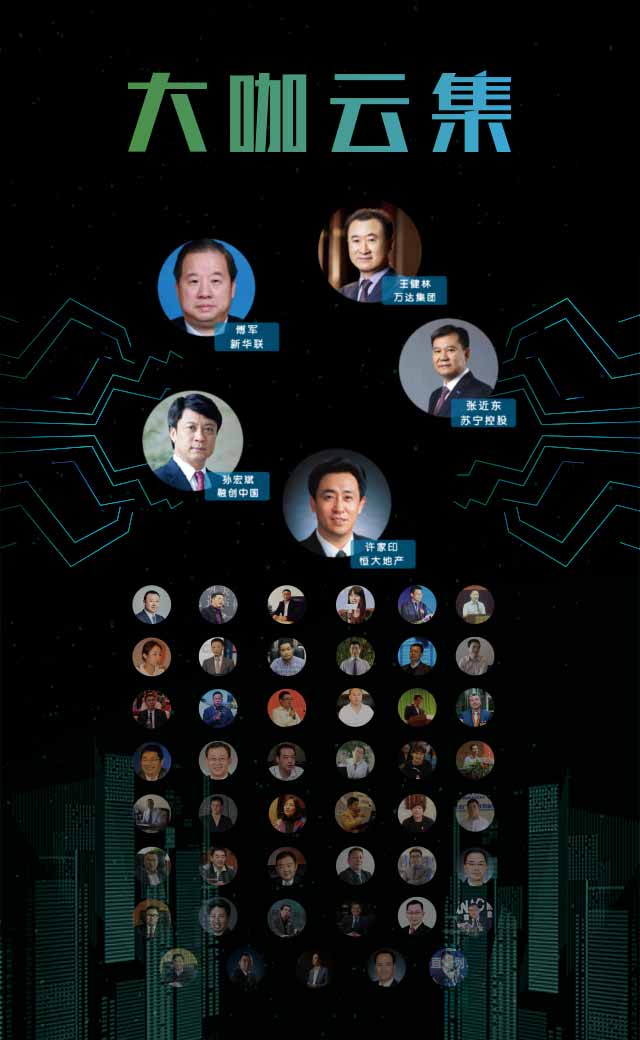 大咖云集
王健林
万达集团
傅军
新华联
张近东
苏宁控股
孙宏斌
融创中国
许家印
恒大地产